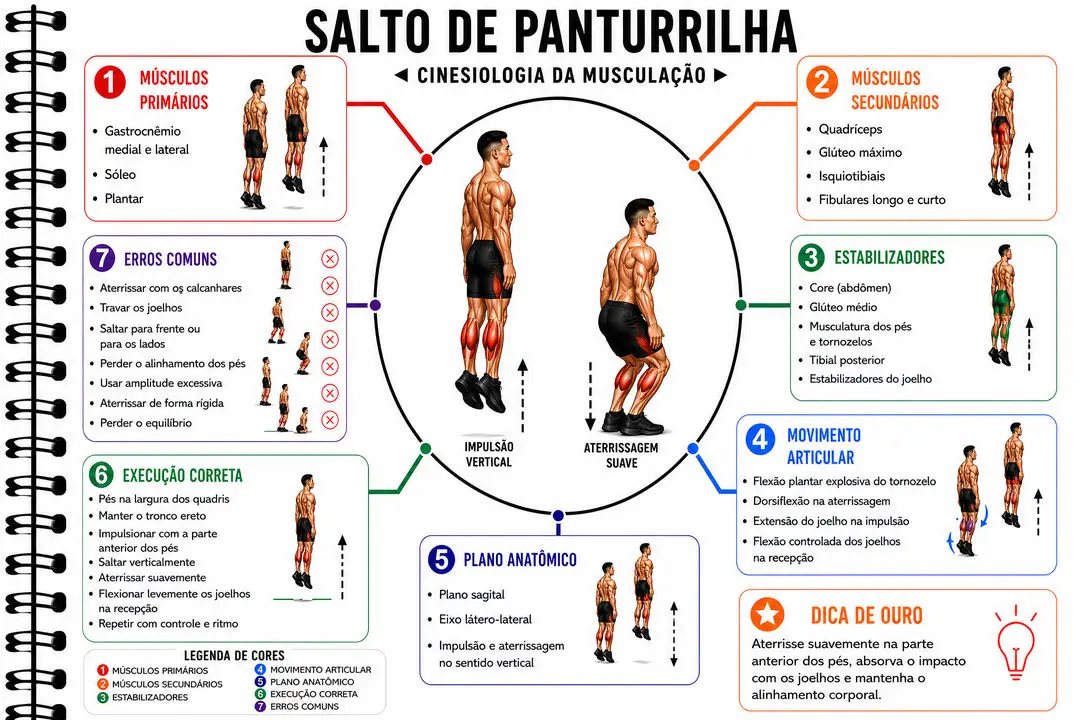 SALTO DE PANTURRILHA
CINESIOLOGIA DA MUSCULAÇÃO
1 MÚSCULOS
PRIMÁRIOS
• Gastrocnêmio
medial e lateral
• Sóleo
• Plantar
2 MÚSCULOS
SECUNDÁRIOS
• Quadríceps
• Glúteo máximo
• Isquiotibiais
• Fibulares longo e curto
3 ESTABILIZADORES
• Core (abdômen)
• Glúteo médio
• Musculatura dos pés
e tornozelos
• Tibial posterior
• Estabilizadores do joelho
4 MOVIMENTO
ARTICULAR
• Flexão plantar explosiva do tornozelo
• Dorsiflexão na aterrissagem
• Extensão do joelho na impulsão
• Flexão controlada dos joelhos
na recepção
5 PLANO ANATÔMICO
• Plano sagital
• Eixo látero-lateral
• Impulsão e aterrissagem
no sentido vertical
6 EXECUÇÃO CORRETA
• Pés na largura dos quadris
• Manter o tronco ereto
• Impulsionar com a parte
anterior dos pés
• Saltar verticalmente
• Aterrissar suavemente
• Flexionar levemente os joelhos
na recepção
• Repetir com controle e ritmo
7 ERROS COMUNS
• Aterrissar com os calcanhares
• Travar os joelhos
• Saltar para frente ou
para os lados
• Perder o alinhamento dos pés
• Usar amplitude excessiva
• Aterrissar de forma rígida
• Perder o equilíbrio
IMPULSÃO
VERTICAL
ATERRISSAGEM
SUAVE
DICA DE OURO
Aterrisse suavemente na parte
anterior dos pés, absorva o impacto
com os joelhos e mantenha o
alinhamento corporal.
LEGENDA DE CORES
1 MÚSCULOS PRIMÁRIOS
2 MÚSCULOS SECUNDÁRIOS
3 ESTABILIZADORES
4 MOVIMENTO ARTICULAR
5 PLANO ANATÔMICO
6 EXECUÇÃO CORRETA
7 ERROS COMUNS